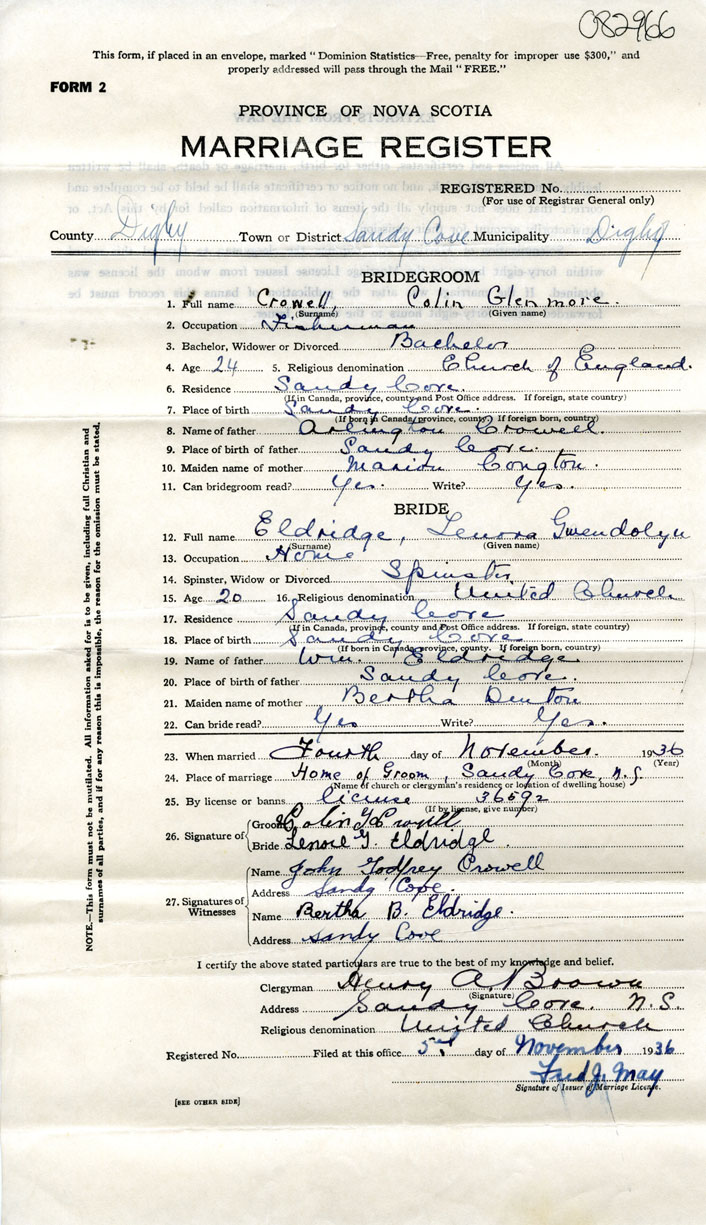 082966
This form, if placed in an envelope, marked "Dominion Statistics—Free, penalty for improper use $300," and
properly addressed will pass through the Mail "FREE."
FORM 2
PROVINCE OF NOVA SCOTIA
MARRIAGE REGISTER
REGISTERED No.
(For use of Registrar General only)
County Digby Town or District Sandy Cove Municipality Digby
BRIDEGROOM
1. Full name Crowell, Colin Glenmore.
(Surname) (Given name)
2. Occupation Fisherman
3. Bachelor, Widower or Divorced Bachelor
4. Age 24 5. Religious denomination Church of England.
6. Residence Sandy Cove.
(If in Canada, province, county and Post Office address. If foreign, state country)
7. Place of birth Sandy Cove.
(If born in Canada, province, county. If foreign born, country)
8. Name of father Arlington Crowell.
9. Place of birth of father Sandy Cove.
10. Maiden name of mother Marion Congton.
11. Can bridegroom read? Yes. Write? Yes.
BRIDE
12. Full name Eldridge, Lenora Gwendolyn
(Surname) (Given name)
13. Occupation Home
14. Spinster, Widow or Divorced Spinster
15. Age 20 16. Religious denomination United Church
17. Residence Sandy Cove
(If in Canada, province, county and Post Office address. If foreign, state country)
18. Place of birth Sandy Cove
(If born in Canada, province, county. If foreign born, country)
19. Name of father Wm. Eldridge
20. Place of birth of father Sandy Cove.
21. Maiden name of mother Bertha Denton
22. Can bride read? Yes Write? Yes.
23. When married Fourth day of November. 1936
(Month) (Year)
24. Place of marriage Home of Groom, Sandy Cove, N.S.
(Name of church or clergyman's residence or location of dwelling house)
25. By license or banns license 36592
(If by license, give number)
26. Signature of Groom Colin G Crowell
Bride Lenore G. Eldridge.
27. Signatures of Witnesses
Name John Godfrey Crowell
Address Sandy Cove.
Name Bertha B. Eldridge.
Address Sandy Cove
I certify the above stated particulars are true to the best of my knowledge and belief.
Clergyman Henry A. Brown
(Signature)
Address Sandy Cove. N.S.
Religious denomination United Church
Registered No. Filed at this office 5th day of November 1936
Fred J. May
Signature of Issuer of Marriage License.
[SEE OTHER SIDE]
NOTE.—This form must not be mutilated. All information asked for is to be given, including full Christian and
surnames of all parties, and if for any reason this is impossible, the reason for the omission must be stated.